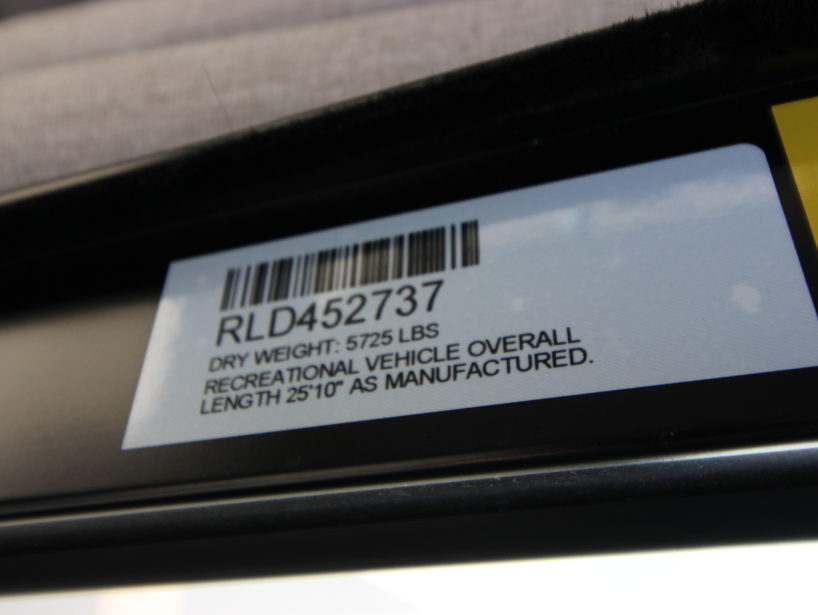 RLD452737
DRY WEIGHT: 5725 LBS
RECREATIONAL VEHICLE OVERALL
LENGTH 25'10" AS MANUFACTURED.